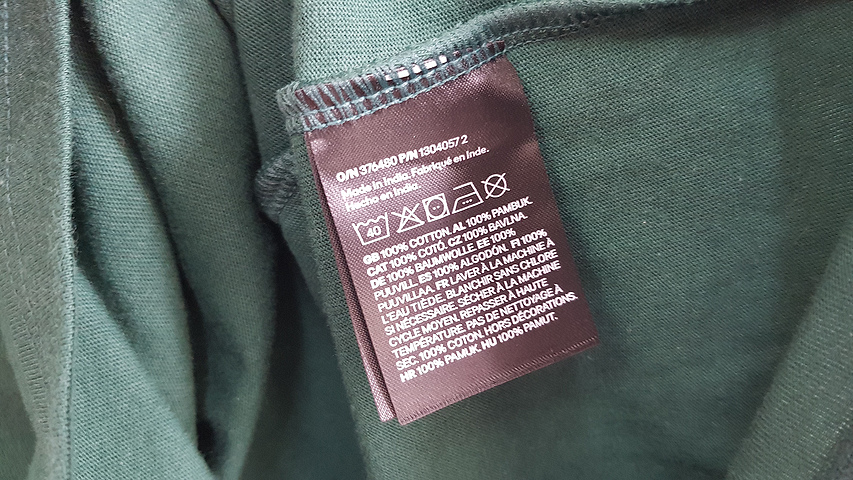 O/N 376480 P/N 1304057 2
Made in India. Fabriqué en Inde.
Hecho en India.
40
GB 100% COTTON. AL 100% PAMBUK.
CAT 100% COTÓ. CZ 100% BAVLNA.
DE 100% BAUMWOLLE. EE 100%
PUUVILL. ES 100% ALGODÓN. FI 100%
PUUVILLAA. FR LAVER À LA MACHINE À
L'EAU TIÈDE. BLANCHIR SANS CHLORE
SI NÉCESSAIRE. SÉCHER À LA MACHINE
CYCLE MOYEN. REPASSER À HAUTE
TEMPÉRATURE. PAS DE NETTOYAGE À
SEC. 100% COTON. HORS DÉCORATIONS.
HR 100% PAMUK. HU 100% PAMUT.